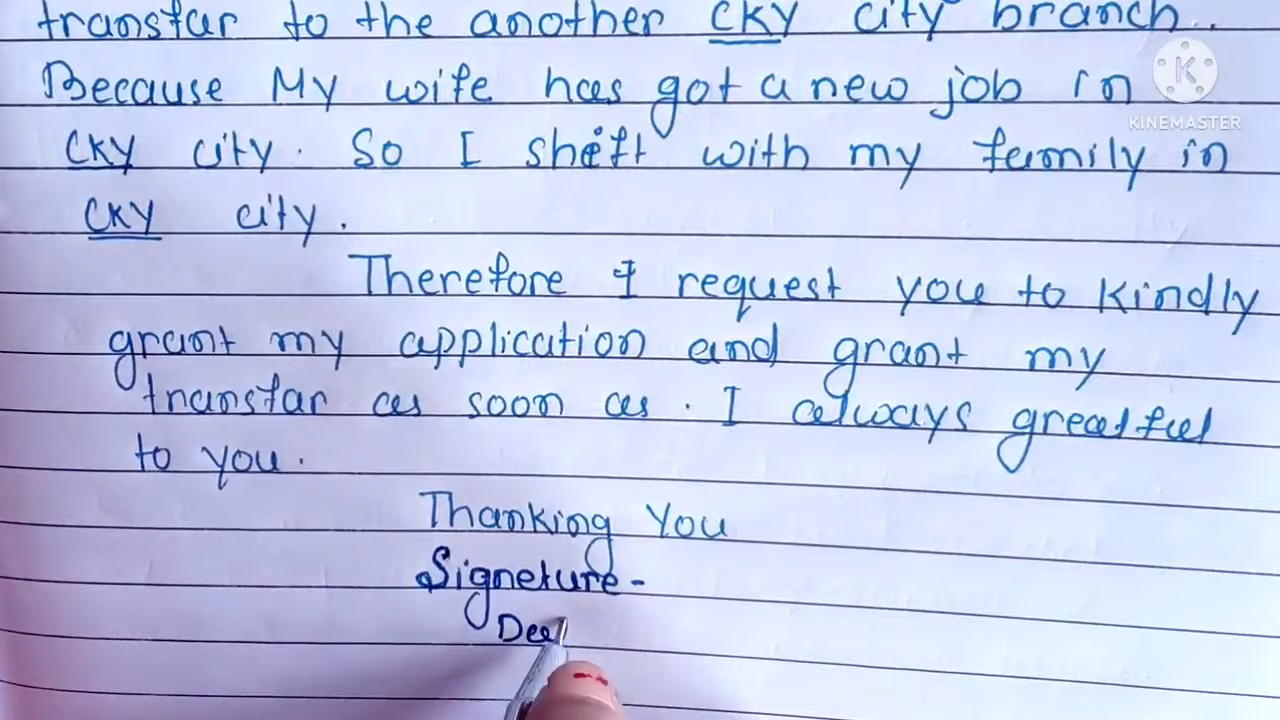 transfar to the another CKY city branch.
Because My wife has got a new job in
CKY city. So I sheft with my family in
CKY city.
Therefore I request you to kindly
grant my application and grant my
transfar as soon as. I always greatful
to you.
Thanking You
Signeture-
Dee
K
KINEMASTER